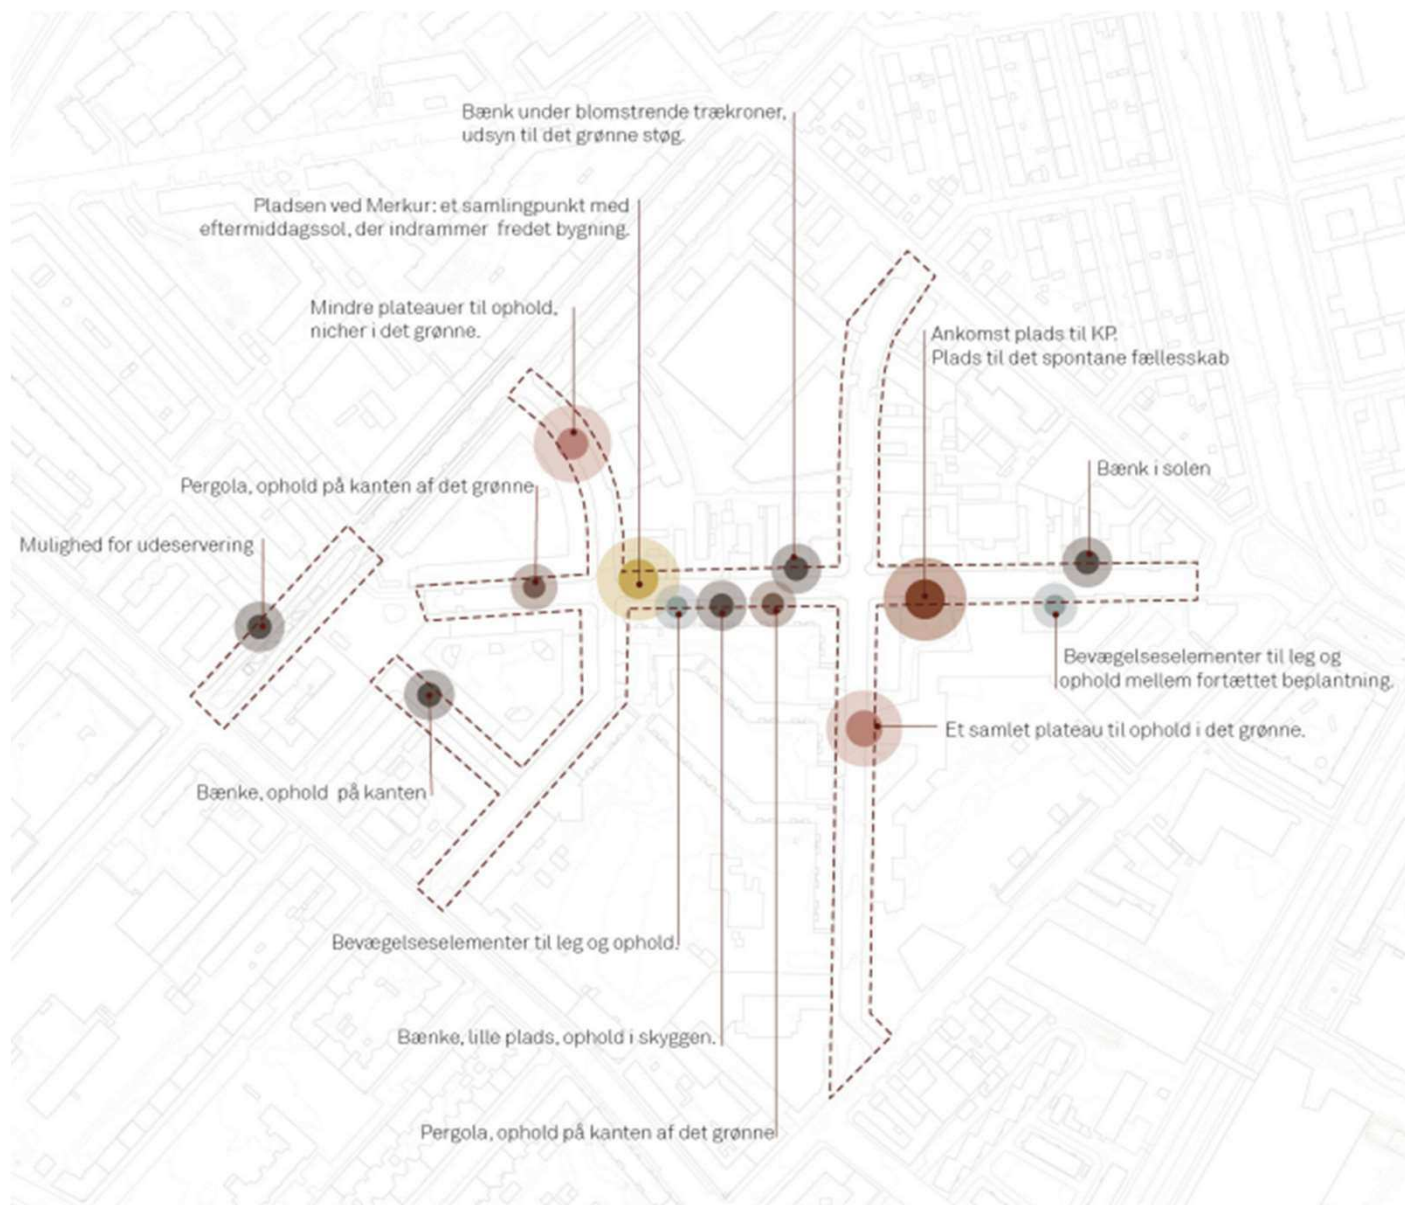 Bænk under blomstrende trækroner,
udsyn til det grønne støg.
Pladsen ved Merkur: et samlingpunkt med
eftermiddagssol, der indrammer fredet bygning.
Mindre plateauer til ophold,
nicher i det grønne.
Ankomst plads til KP.
Plads til det spontane fællesskab
Bænk i solen
Pergola, ophold på kanten af det grønne
Mulighed for udeservering
Bevægelseselementer til leg og
ophold mellem fortættet beplantning.
Et samlet plateau til ophold i det grønne.
Bænke, ophold på kanten
Bevægelseselementer til leg og ophold.
Bænke, lille plads, ophold i skyggen.
Pergola, ophold på kanten af det grønne